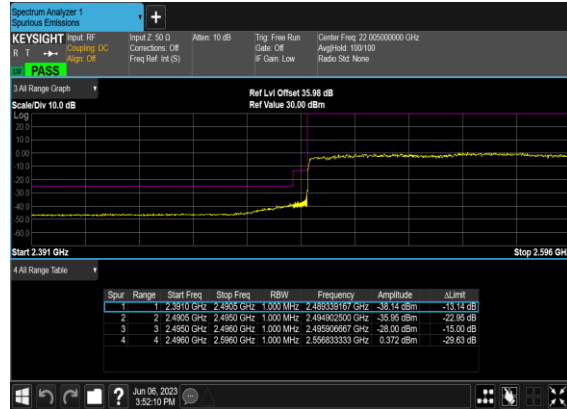 Spectrum Analyzer 1
Spurious Emissions
KEYSIGHT Input: RF Input Z: 50 Ω Atten: 10 dB Trig: Free Run Center Freq: 22.005000000 GHz
R T Coupling: DC Corrections: Off Gate: Off Avg|Hold: 100/100
Align: Off Freq Ref: Int (S) IF Gain: Low Radio Std: None
PASS
3 All Range Graph
Ref Lvl Offset 35.98 dB
Scale/Div 10.0 dB Ref Value 30.00 dBm
Log
20.0
10.0
0.00
-10.0
-20.0
-30.0
-40.0
-50.0
-60.0
Start 2.391 GHz Stop 2.596 GH
4 All Range Table
Spur Range Start Freq Stop Freq RBW Frequency Amplitude ΔLimit
1 1 2.3910 GHz 2.4905 GHz 1.000 MHz 2.489339167 GHz -38.14 dBm -13.14 dB
2 2 2.4905 GHz 2.4950 GHz 1.000 MHz 2.494902500 GHz -35.95 dBm -22.95 dB
3 3 2.4950 GHz 2.4960 GHz 1.000 MHz 2.495906667 GHz -28.00 dBm -15.00 dB
4 4 2.4960 GHz 2.5960 GHz 1.000 MHz 2.556833333 GHz 0.372 dBm -29.63 dB
? Jun 06, 2023
3:52:10 PM